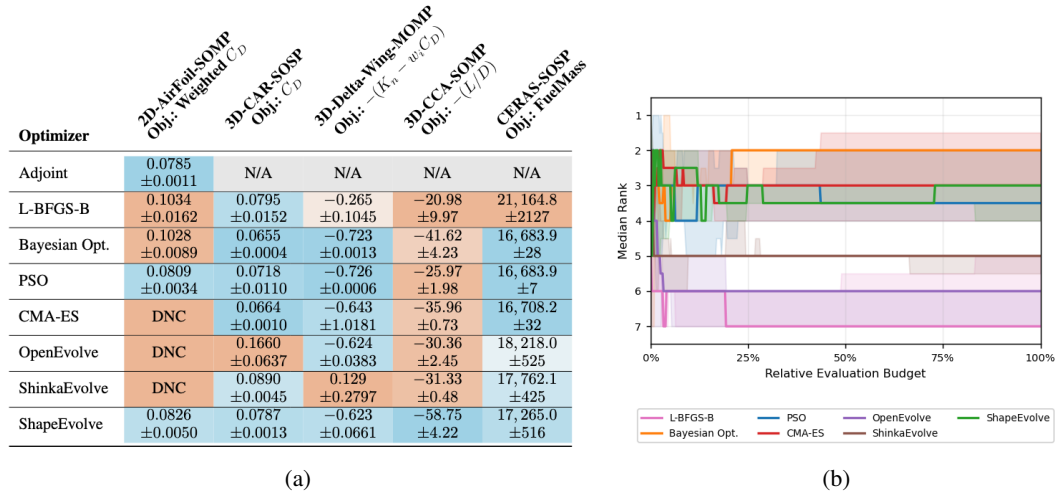 2D-AirFoil-SOMP
Obj.: Weighted C_D
3D-CAR-SOSP
Obj.: C_D
3D-Delta-Wing-MOMP
Obj.: −(K_n − w_i C_D)
3D-CCA-SOMP
Obj.: −(L/D)
CERAS-SOSP
Obj.: FuelMass
Optimizer
Adjoint 0.0785 ±0.0011 N/A N/A N/A N/A
L-BFGS-B 0.1034 ±0.0162 0.0795 ±0.0152 −0.265 ±0.1045 −20.98 ±9.97 21,164.8 ±2127
Bayesian Opt. 0.1028 ±0.0089 0.0655 ±0.0004 −0.723 ±0.0013 −41.62 ±4.23 16,683.9 ±28
PSO 0.0809 ±0.0034 0.0718 ±0.0110 −0.726 ±0.0006 −25.97 ±1.98 16,683.9 ±7
CMA-ES DNC 0.0664 ±0.0010 −0.643 ±1.0181 −35.96 ±0.73 16,708.2 ±32
OpenEvolve DNC 0.1660 ±0.0637 −0.624 ±0.0383 −30.36 ±2.45 18,218.0 ±525
ShinkaEvolve DNC 0.0890 ±0.0045 0.129 ±0.2797 −31.33 ±0.48 17,762.1 ±425
ShapeEvolve 0.0826 ±0.0050 0.0787 ±0.0013 −0.623 ±0.0661 −58.75 ±4.22 17,265.0 ±516
(a)
Median Rank
1
2
3
4
5
6
7
0% 25% 50% 75% 100%
Relative Evaluation Budget
L-BFGS-B PSO OpenEvolve ShapeEvolve
Bayesian Opt. CMA-ES ShinkaEvolve
(b)